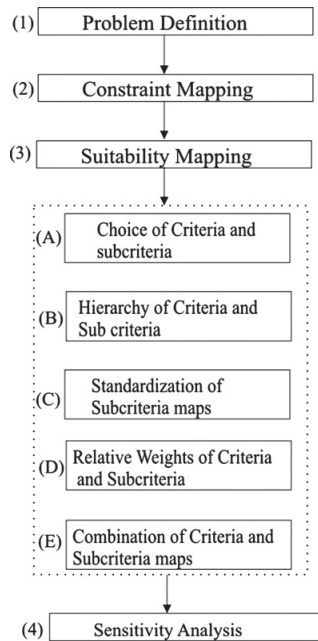 (1) Problem Definition
(2) Constraint Mapping
(3) Suitability Mapping
(A) Choice of Criteria and
subcriteria
(B) Hierarchy of Criteria and
Sub criteria
(C) Standardization of
Subcriteria maps
(D) Relative Weights of Criteria
and Subcriteria
(E) Combination of Criteria and
Subcriteria maps
(4) Sensitivity Analysis